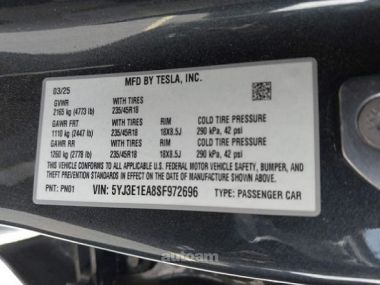 MFD BY TESLA, INC.
03/25
GVWR WITH TIRES
2165 kg (4773 lb) 235/45R18
GAWR FRT WITH TIRES RIM COLD TIRE PRESSURE
1110 kg (2447 lb) 235/45R18 18X8.5J 290 kPa, 42 psi
GAWR RR WITH TIRES RIM COLD TIRE PRESSURE
1260 kg (2778 lb) 235/45R18 18X8.5J 290 kPa, 42 psi
THIS VEHICLE CONFORMS TO ALL APPLICABLE FEDERAL MOTOR VEHICLE SAFETY, BUMPER, AND
THEFT PREVENTION STANDARDS IN EFFECT ON THE DATE OF MANUFACTURE SHOWN ABOVE.
PNT: PN01 VIN: 5YJ3E1EA8SF972696 TYPE: PASSENGER CAR
autoam